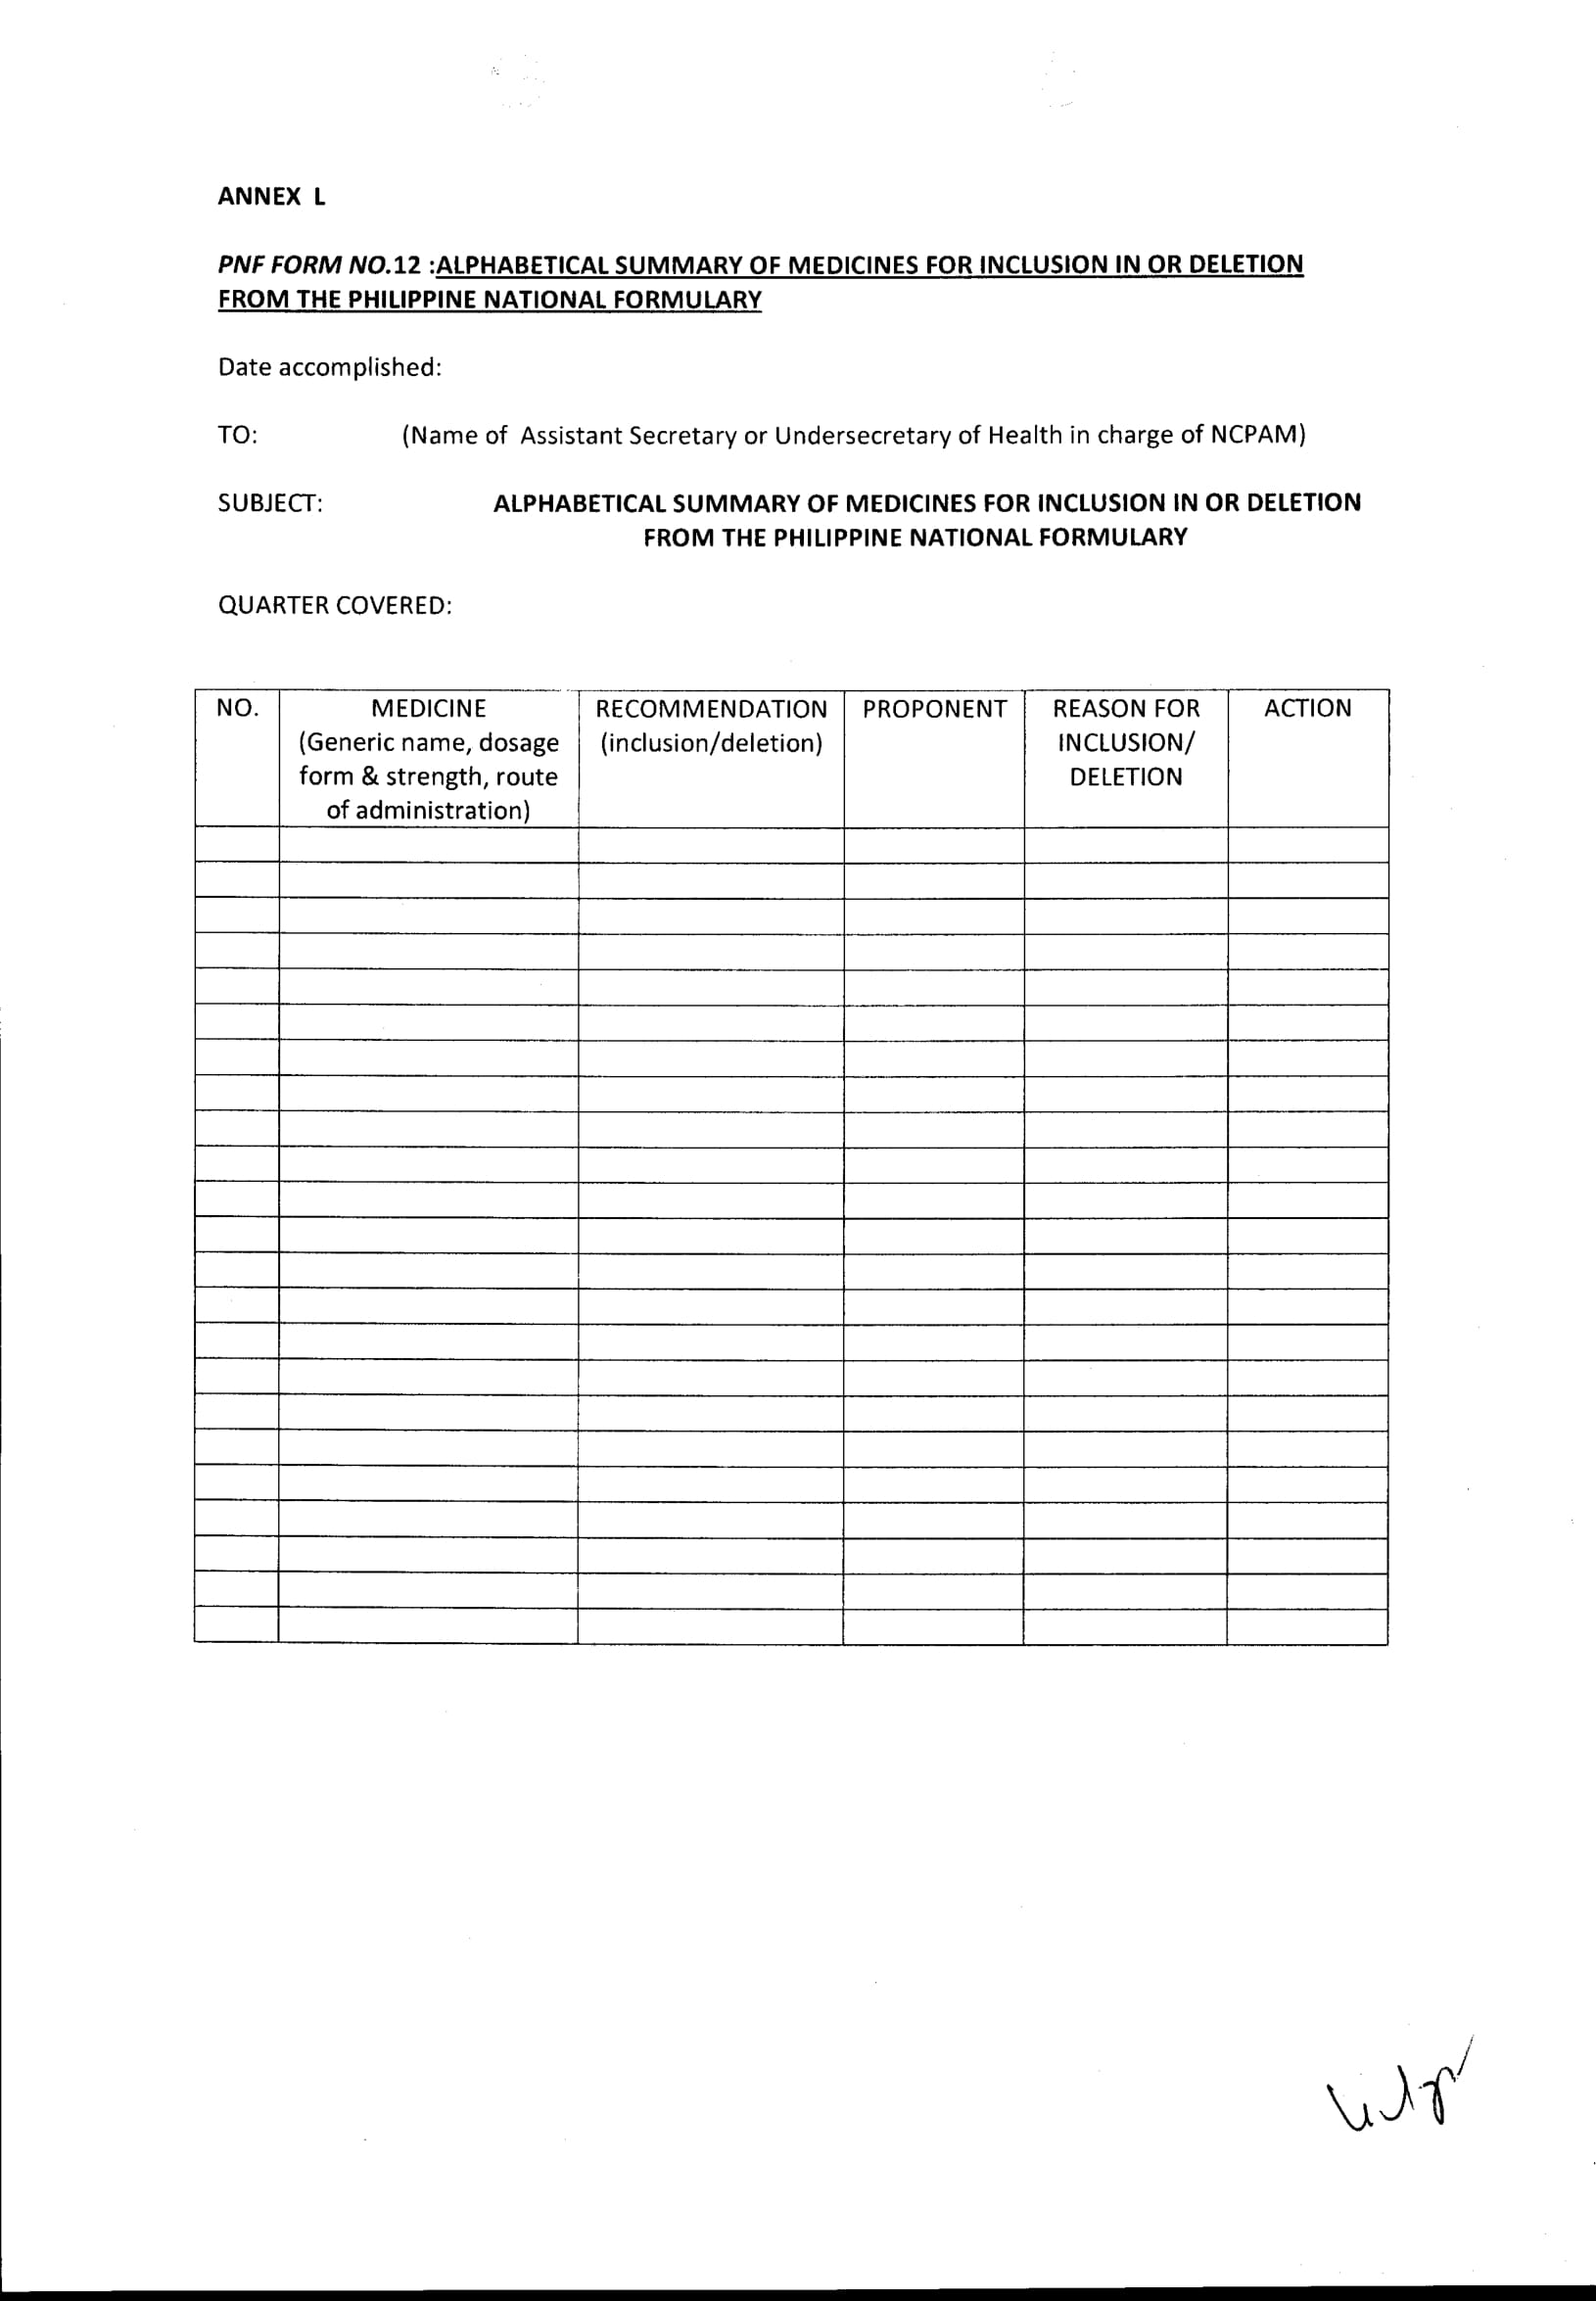 ANNEX L
PNF FORM NO.12 :ALPHABETICAL SUMMARY OF MEDICINES FOR INCLUSION IN OR DELETION
FROM THE PHILIPPINE NATIONAL FORMULARY
Date accomplished:
TO: (Name of Assistant Secretary or Undersecretary of Health in charge of NCPAM)
SUBJECT: ALPHABETICAL SUMMARY OF MEDICINES FOR INCLUSION IN OR DELETION
FROM THE PHILIPPINE NATIONAL FORMULARY
QUARTER COVERED:
NO. MEDICINE RECOMMENDATION PROPONENT REASON FOR ACTION
(Generic name, dosage (inclusion/deletion) INCLUSION/
form & strength, route DELETION
of administration)